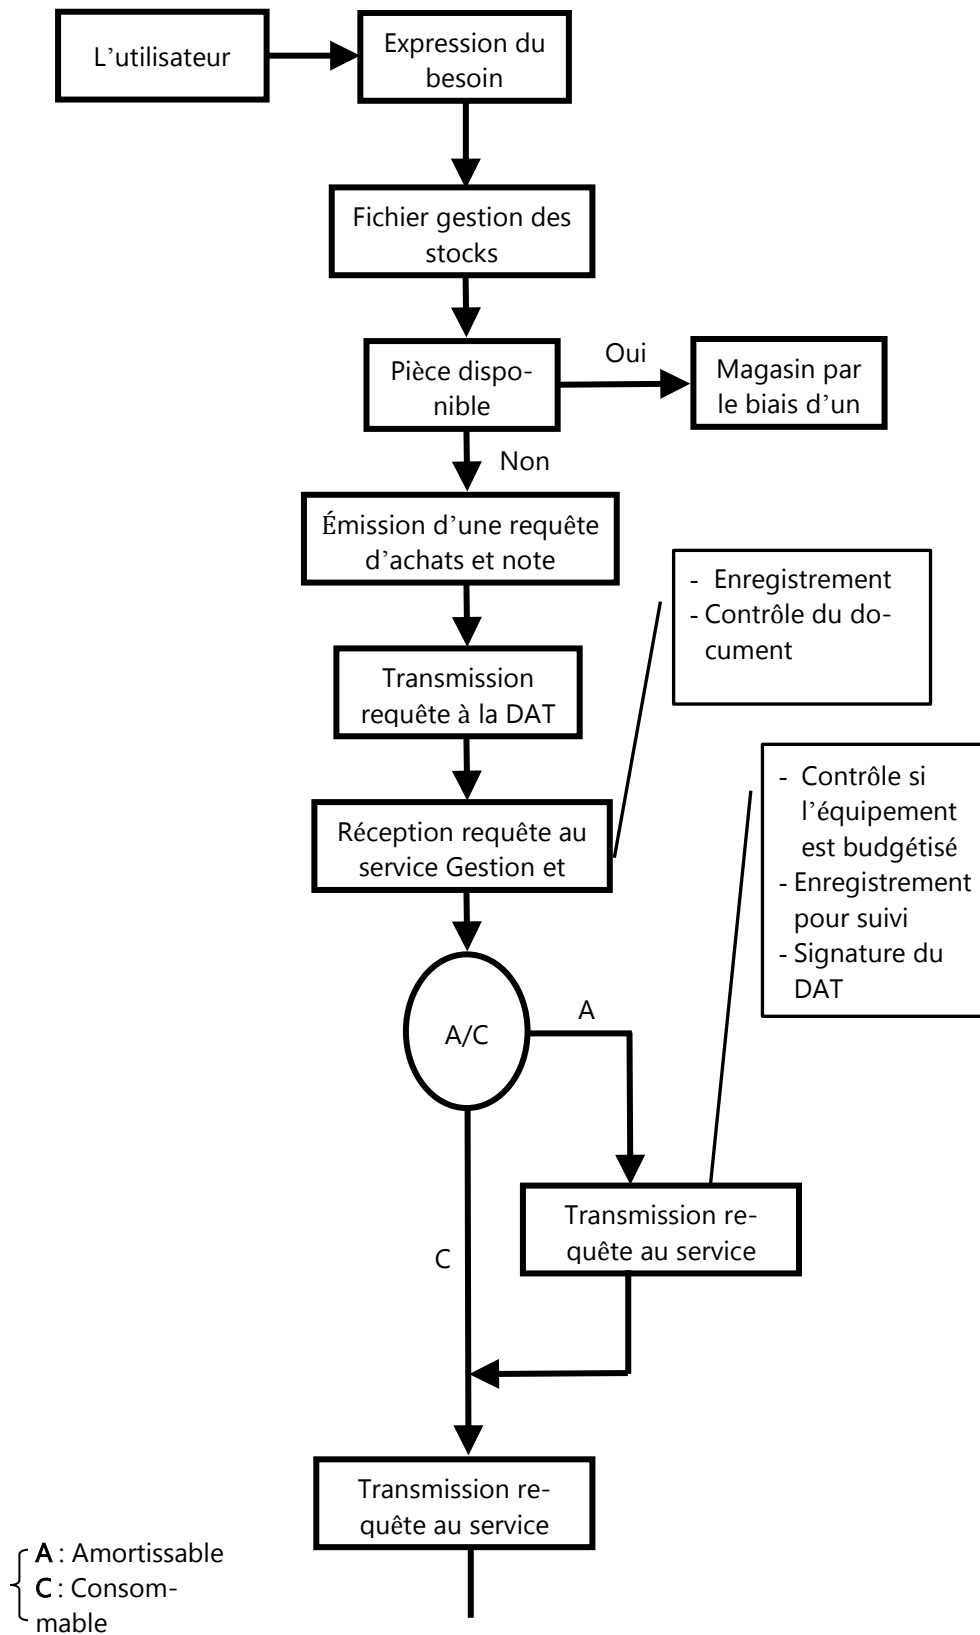 L'utilisateur
Expression du
besoin
Fichier gestion des
stocks
Pièce dispo-
nible
Oui
Magasin par
le biais d'un
Non
Émission d'une requête
d'achats et note
- Enregistrement
- Contrôle du do-
cument
Transmission
requête à la DAT
- Contrôle si
l'équipement
est budgétisé
- Enregistrement
pour suivi
- Signature du
DAT
Réception requête au
service Gestion et
A/C
A
Transmission re-
quête au service
C
Transmission re-
quête au service
A : Amortissable
C : Consom-
mable